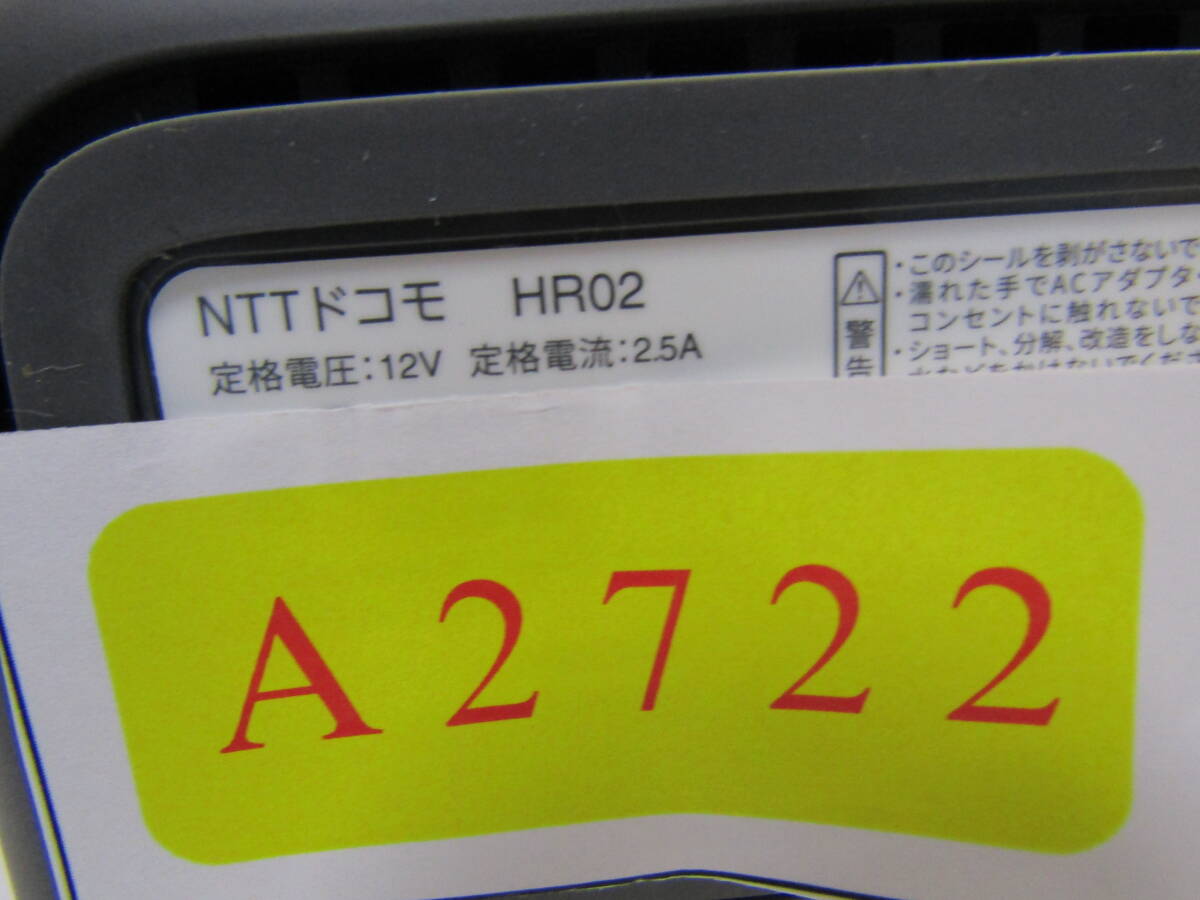 NTTドコモ HR02
定格電圧:12V 定格電流:2.5A
警告
・このシールを剥がさないで
・濡れた手でACアダプタ
コンセントに触れないで
・ショート、分解、改造をしな
A2722